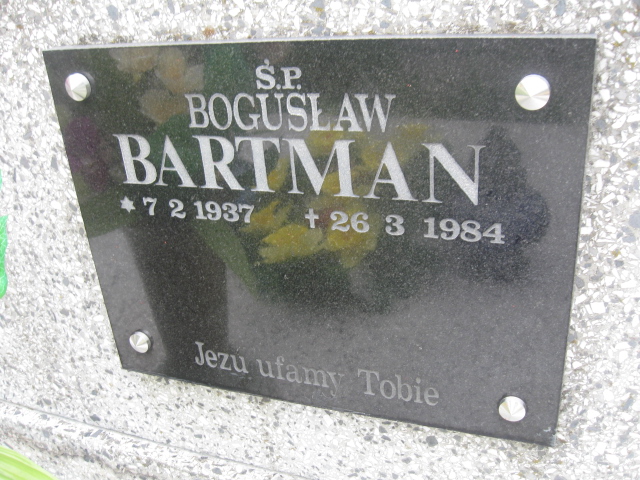 Ś.P.
BOGUSŁAW
BARTMAN
* 7 2 1937 † 26 3 1984
Jezu ufamy Tobie